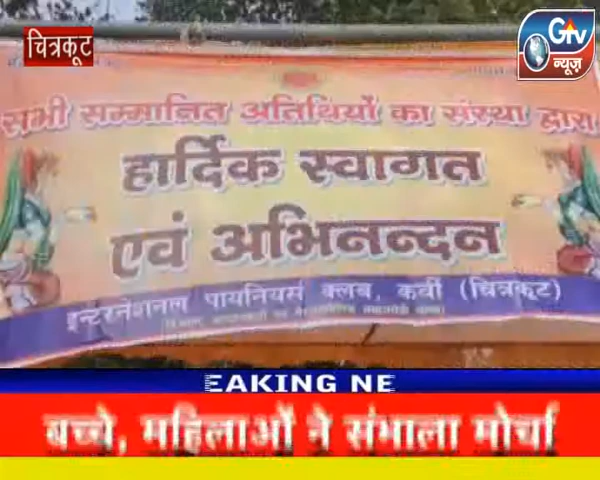 चित्रकूट
Gtv
न्यूज़
सभी सम्मानित अतिथियों का संस्था द्वारा
हार्दिक स्वागत
एवं अभिनन्दन
इन्टरनेशनल पायनियर्स क्लब, कर्वी (चित्रकूट)
EAKING NE
बच्चे, महिलाओं ने संभाला मोर्चा